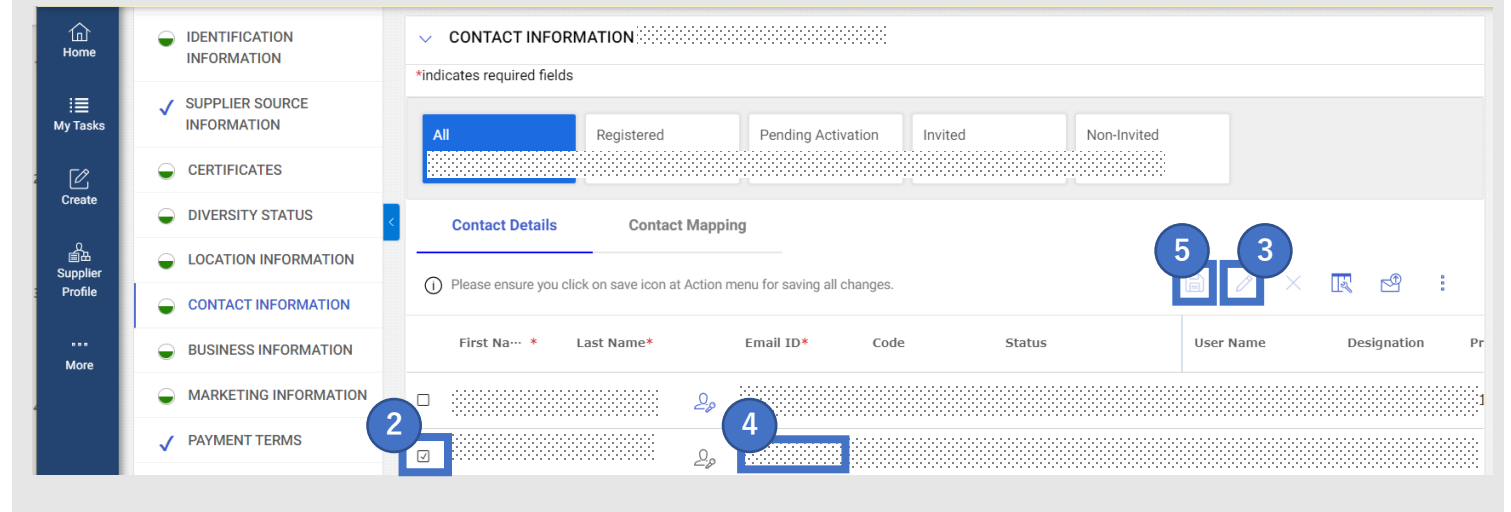 Home
My Tasks
Create
Supplier
Profile
More
IDENTIFICATION
INFORMATION
SUPPLIER SOURCE
INFORMATION
CERTIFICATES
DIVERSITY STATUS
LOCATION INFORMATION
CONTACT INFORMATION
BUSINESS INFORMATION
MARKETING INFORMATION
PAYMENT TERMS
CONTACT INFORMATION
*indicates required fields
All Registered Pending Activation Invited Non-Invited
Contact Details Contact Mapping
5 3
Please ensure you click on save icon at Action menu for saving all changes.
First Na··· * Last Name* Email ID* Code Status User Name Designation Pr
1
2 4